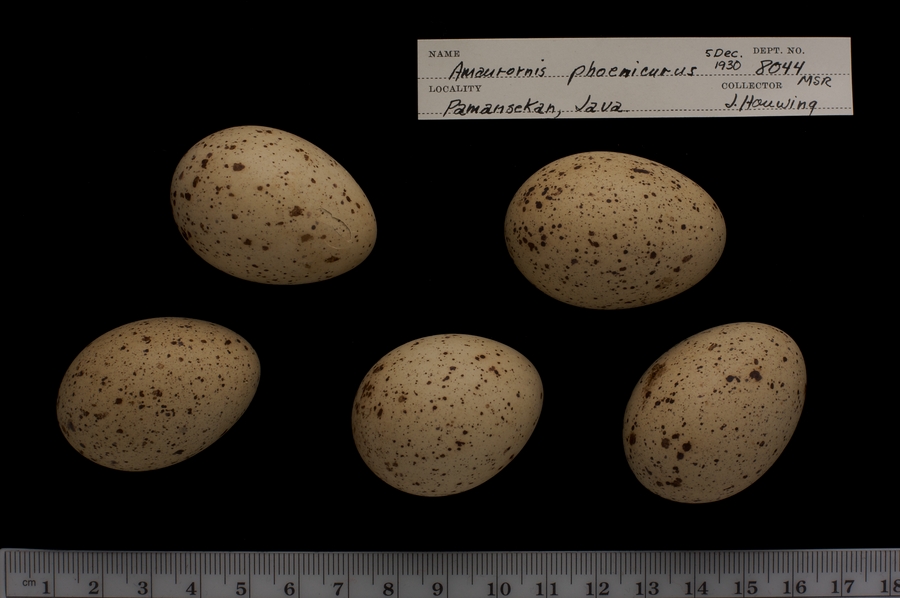 NAME 5 Dec. DEPT. NO.
Amaurornis phoenicurus 1930 8044
LOCALITY COLLECTOR MSR
Pamansekan, Java J. Houwing
cm 1 2 3 4 5 6 7 8 9 10 11 12 13 14 15 16 17 18